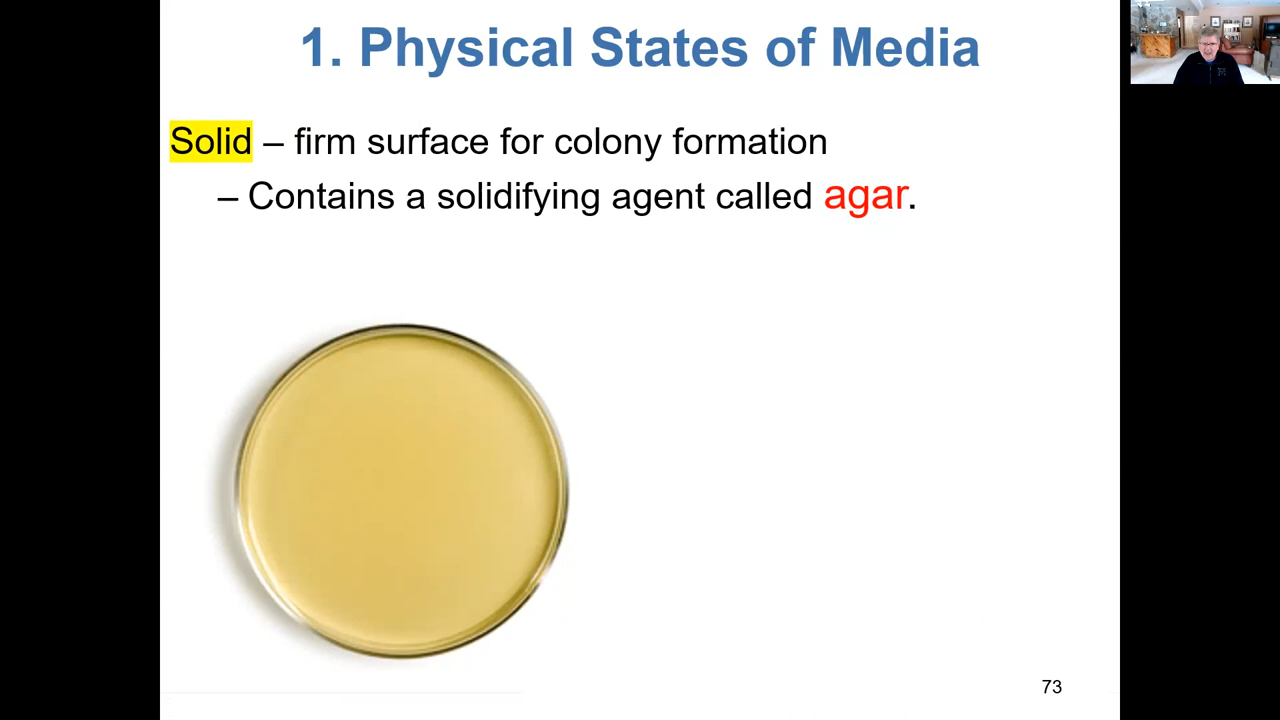 1. Physical States of Media
Solid – firm surface for colony formation
– Contains a solidifying agent called agar.
73